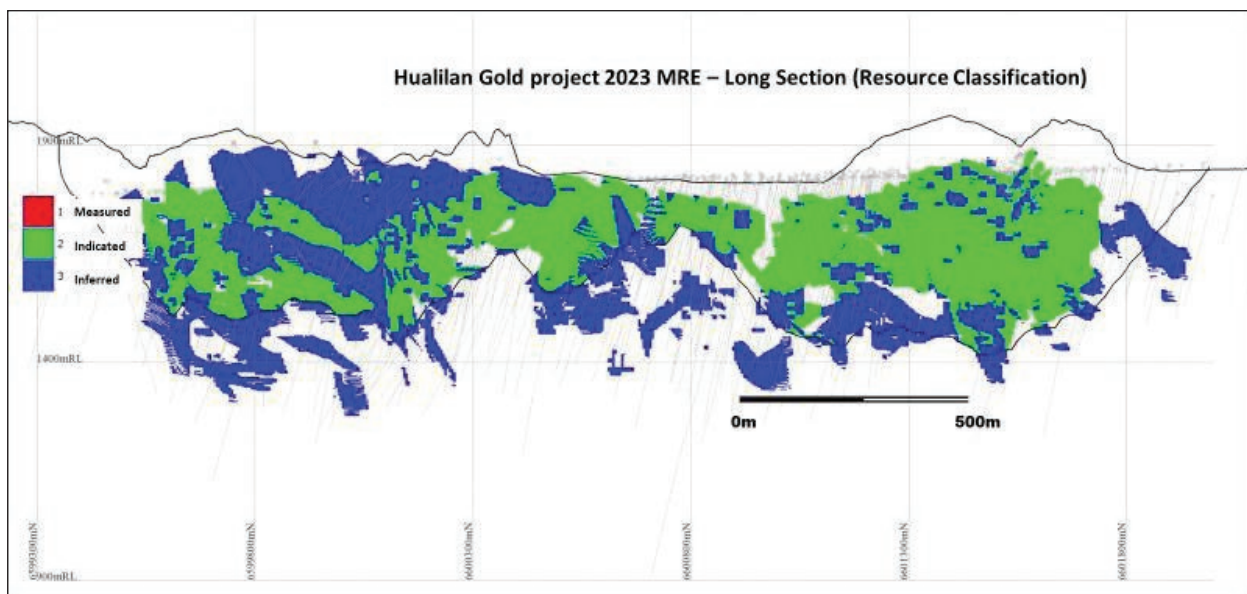 Hualilan Gold project 2023 MRE – Long Section (Resource Classification)
1900mRL
1 Measured
2 Indicated
3 Inferred
1400mRL
0m 500m
900mRL
6599300mN
6599800mN
6600300mN
6600800mN
6601300mN
6601800mN